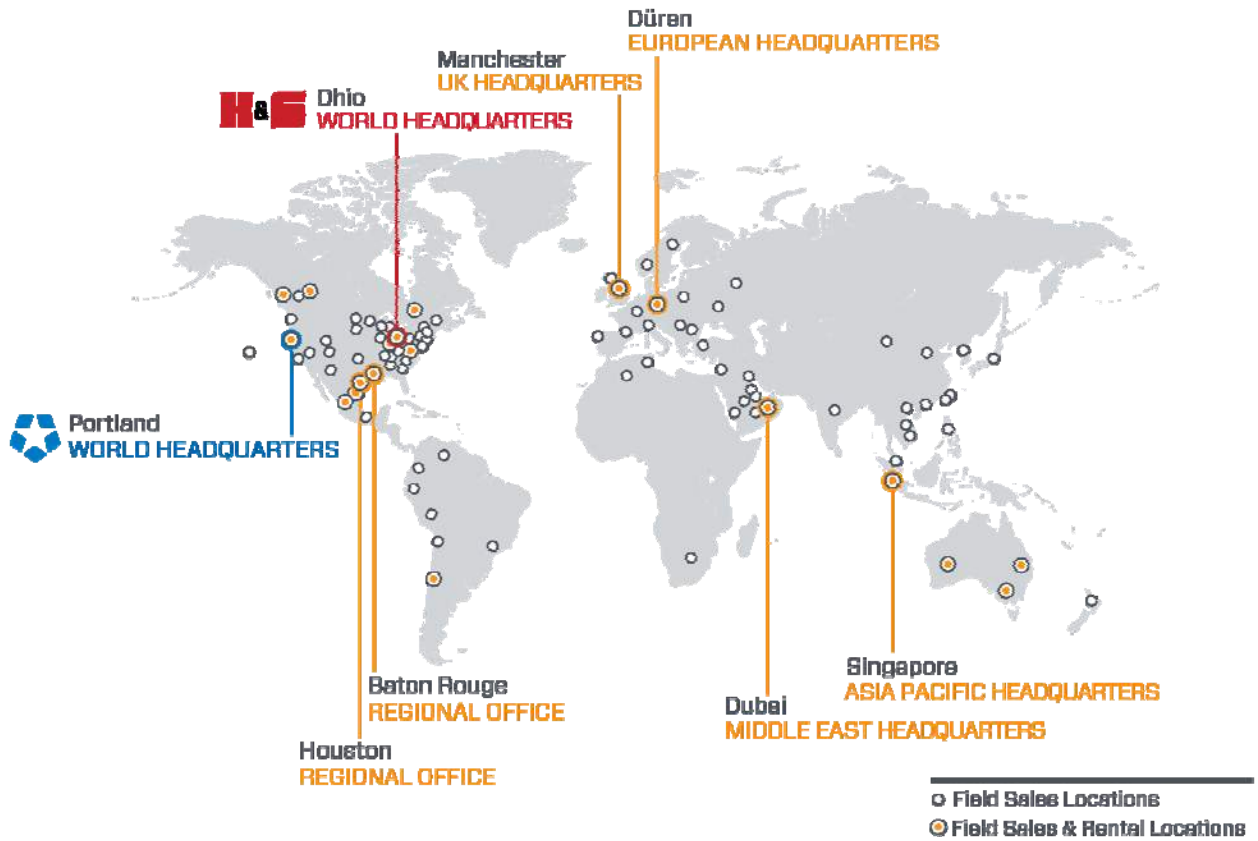 Düren
EUROPEAN HEADQUARTERS
Manchester
UK HEADQUARTERS
H&S
Ohio
WORLD HEADQUARTERS
Portland
WORLD HEADQUARTERS
Baton Rouge
REGIONAL OFFICE
Houston
REGIONAL OFFICE
Singapore
ASIA PACIFIC HEADQUARTERS
Dubai
MIDDLE EAST HEADQUARTERS
Field Sales Locations
Field Sales & Rental Locations